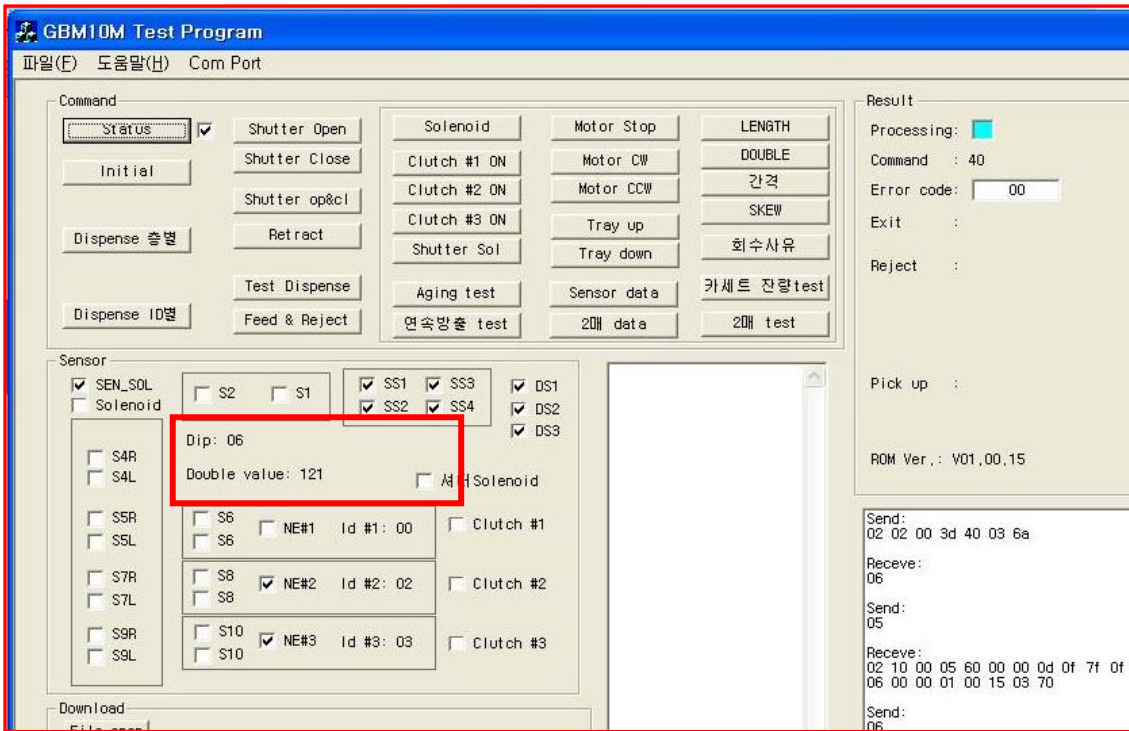 GBM10M Test Program
파일(F) 도움말(H) Com Port
Command
Status
Initial
Dispense 층별
Dispense ID별
Shutter Open
Shutter Close
Shutter op&cl
Retract
Test Dispense
Feed & Reject
Solenoid
Clutch #1 ON
Clutch #2 ON
Clutch #3 ON
Shutter Sol
Aging test
연속방출 test
Motor Stop
Motor CW
Motor CCW
Tray up
Tray down
Sensor data
2매 data
LENGTH
DOUBLE
간격
SKEW
회수사유
카세트 잔량test
2매 test
Result
Processing:
Command : 40
Error code: 00
Exit :
Reject :
Pick up :
ROM Ver,: V01,00,15
Sensor
SEN_SOL
Solenoid
S2 S1
SS1 SS3
SS2 SS4
DS1
DS2
DS3
Dip: 06
Double value: 121
Solenoid
S4R
S4L
S5R
S5L
S7R
S7L
S9R
S9L
S6
S6
NE#1 Id #1: 00
Clutch #1
S8
S8
NE#2 Id #2: 02
Clutch #2
S10
S10
NE#3 Id #3: 03
Clutch #3
Send:
02 02 00 3d 40 03 6a
Receve:
06
Send:
05
Receve:
02 10 00 05 60 00 00 0d 0f 7f 0f
06 00 00 01 00 15 03 70
Send:
06
Download
File open